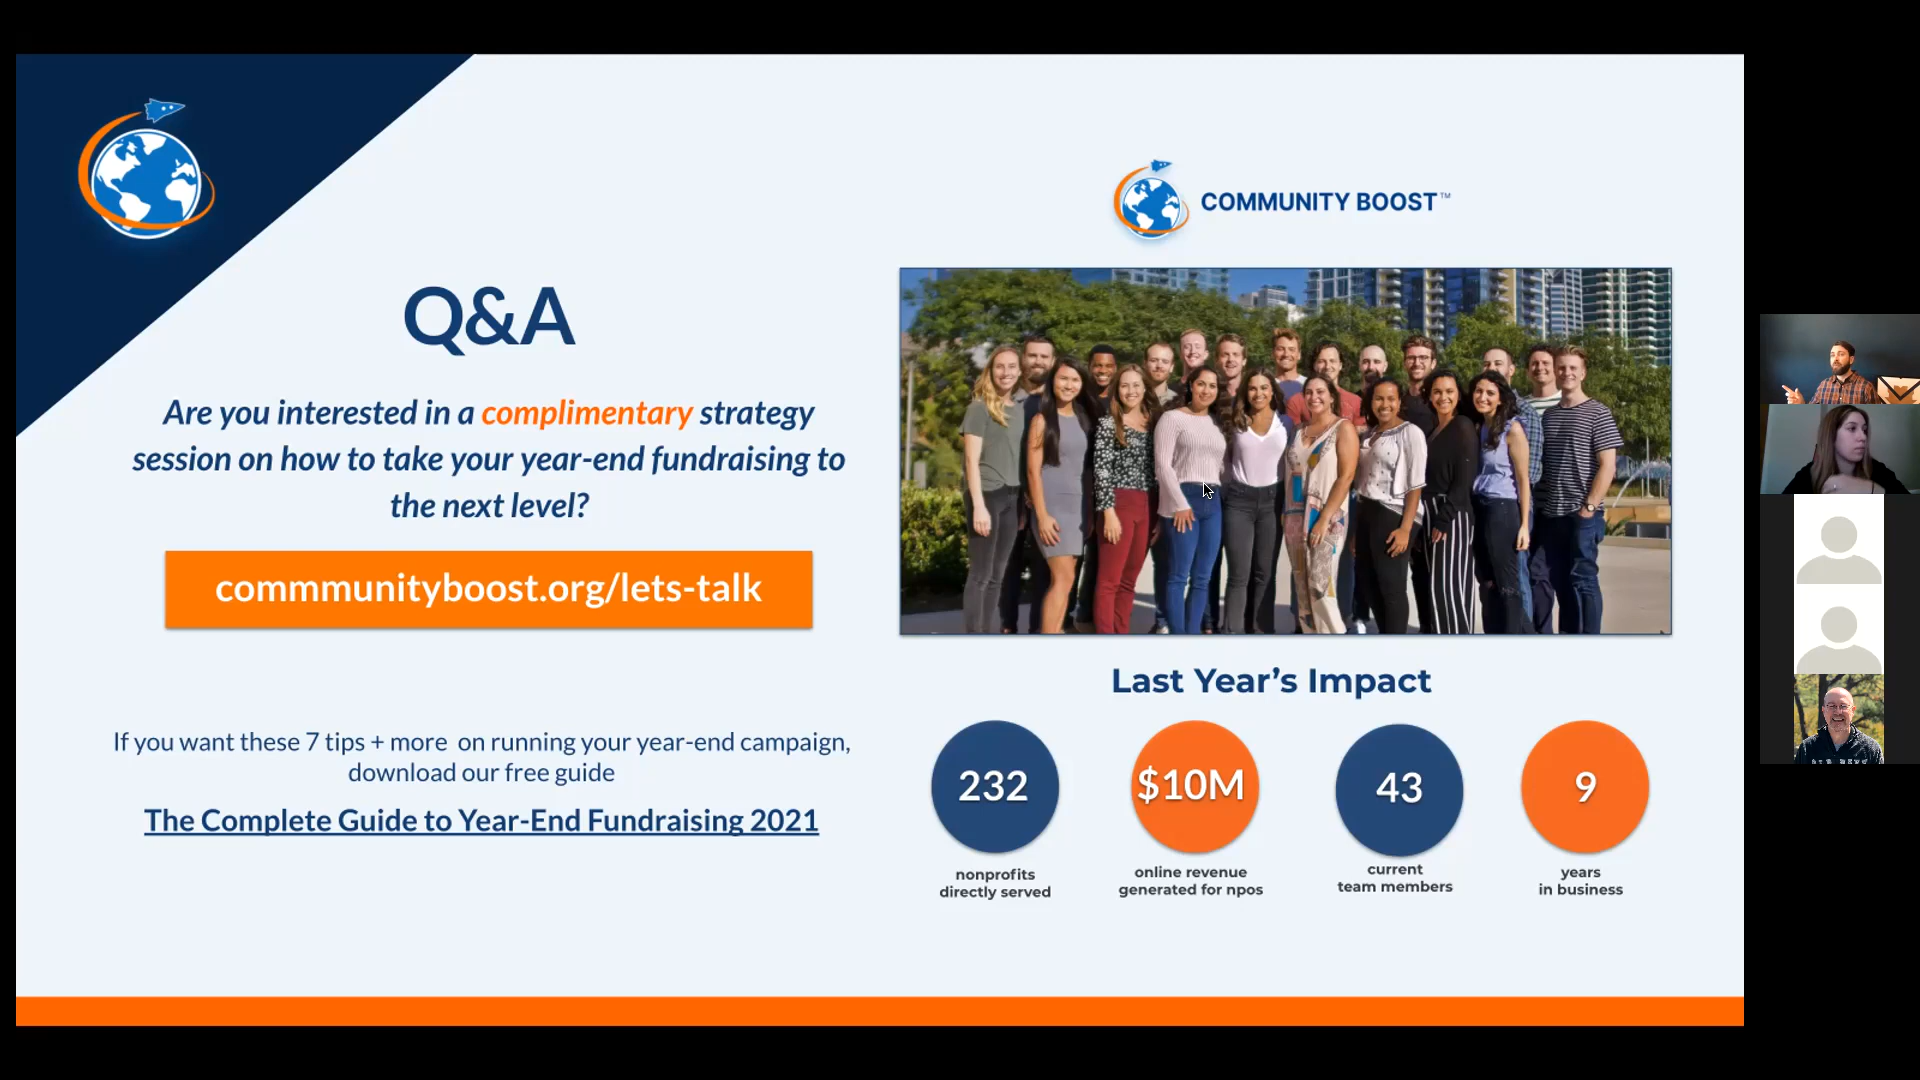 COMMUNITY BOOST™
Q&A
Are you interested in a complimentary strategy
session on how to take your year-end fundraising to
the next level?
commmunityboost.org/lets-talk
If you want these 7 tips + more on running your year-end campaign,
download our free guide
The Complete Guide to Year-End Fundraising 2021
Last Year’s Impact
232
nonprofits
directly served
$10M
online revenue
generated for npos
43
current
team members
9
years
in business